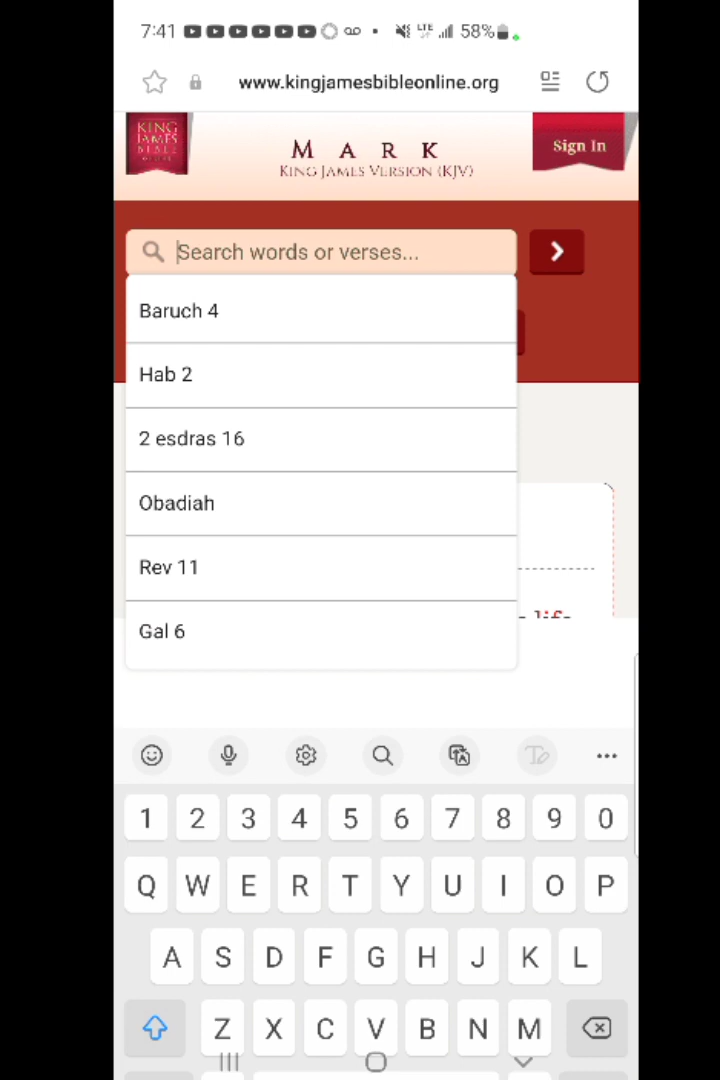 7:41 LTE 58%
www.kingjamesbibleonline.org
KING
JAMES
BIBLE
MARK
KING JAMES VERSION (KJV)
Sign In
Search words or verses...
Baruch 4
Hab 2
2 esdras 16
Obadiah
Rev 11
Gal 6
1 2 3 4 5 6 7 8 9 0
Q W E R T Y U I O P
A S D F G H J K L
Z X C V B N M